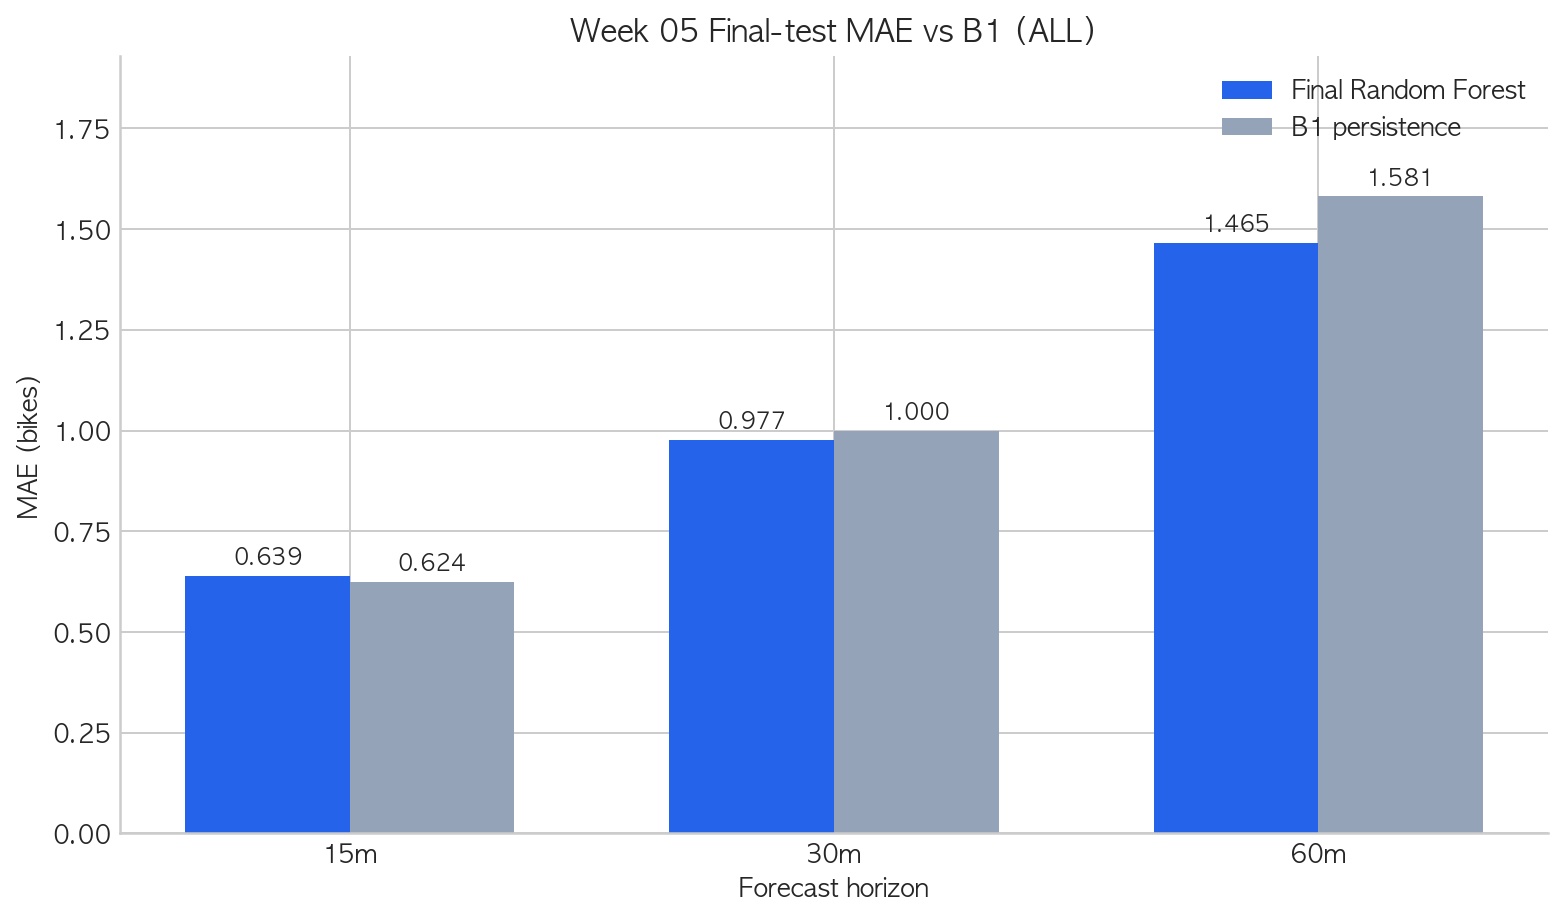 Week 05 Final-test MAE vs B1 (ALL)
Final Random Forest
B1 persistence
MAE (bikes)
1.75
1.50
1.25
1.00
0.75
0.50
0.25
0.00
0.639
0.624
0.977
1.000
1.465
1.581
15m
30m
60m
Forecast horizon